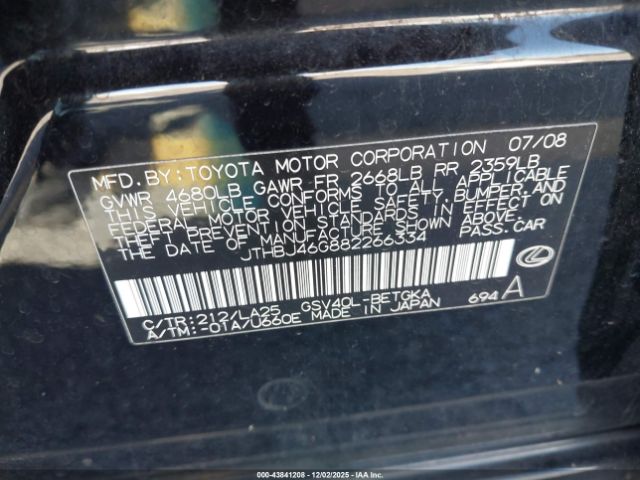 MFD. BY: TOYOTA MOTOR CORPORATION 07/08
GVWR 4680LB GAWR FR 2668LB RR 2359LB
THIS VEHICLE CONFORMS TO ALL APPLICABLE
FEDERAL MOTOR VEHICLE SAFETY, BUMPER, AND
THEFT PREVENTION STANDARDS IN EFFECT ON
THE DATE OF MANUFACTURE SHOWN ABOVE.
JTHBJ46G882266334 PASS. CAR
C/TR: 212/LA25 GSV40L-BETGKA
A/TM: -01A/U660E MADE IN JAPAN 694 A
000-43841208 - 12/02/2025 - IAAI.COM